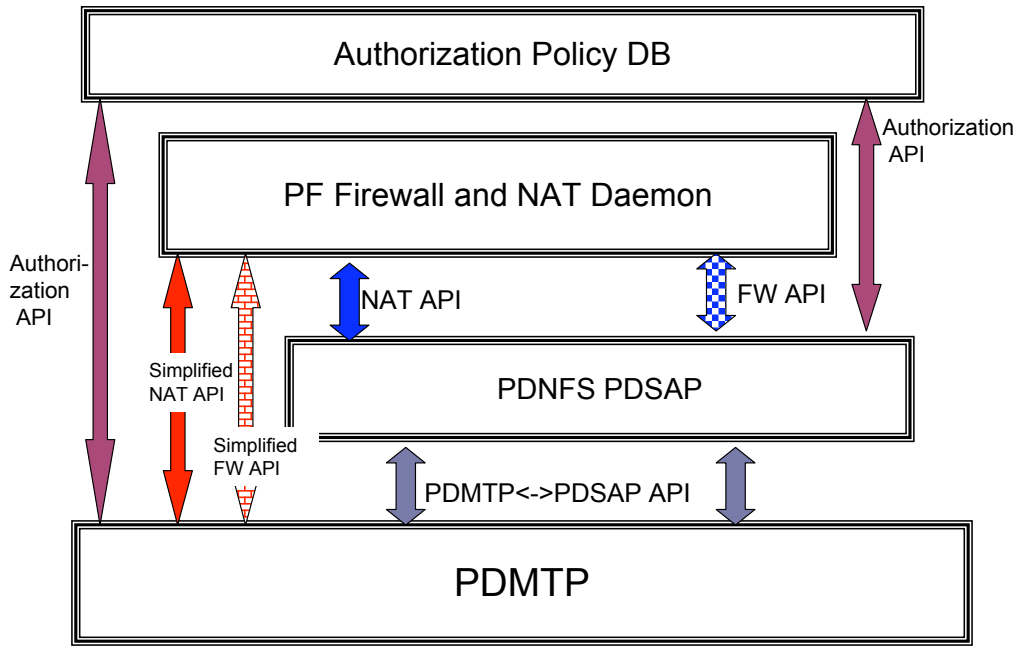 Authorization Policy DB
Authorization
API
PF Firewall and NAT Daemon
Authori-
zation
API
NAT API
FW API
Simplified
NAT API
PDNFS PDSAP
Simplified
FW API
PDMTP<->PDSAP API
PDMTP